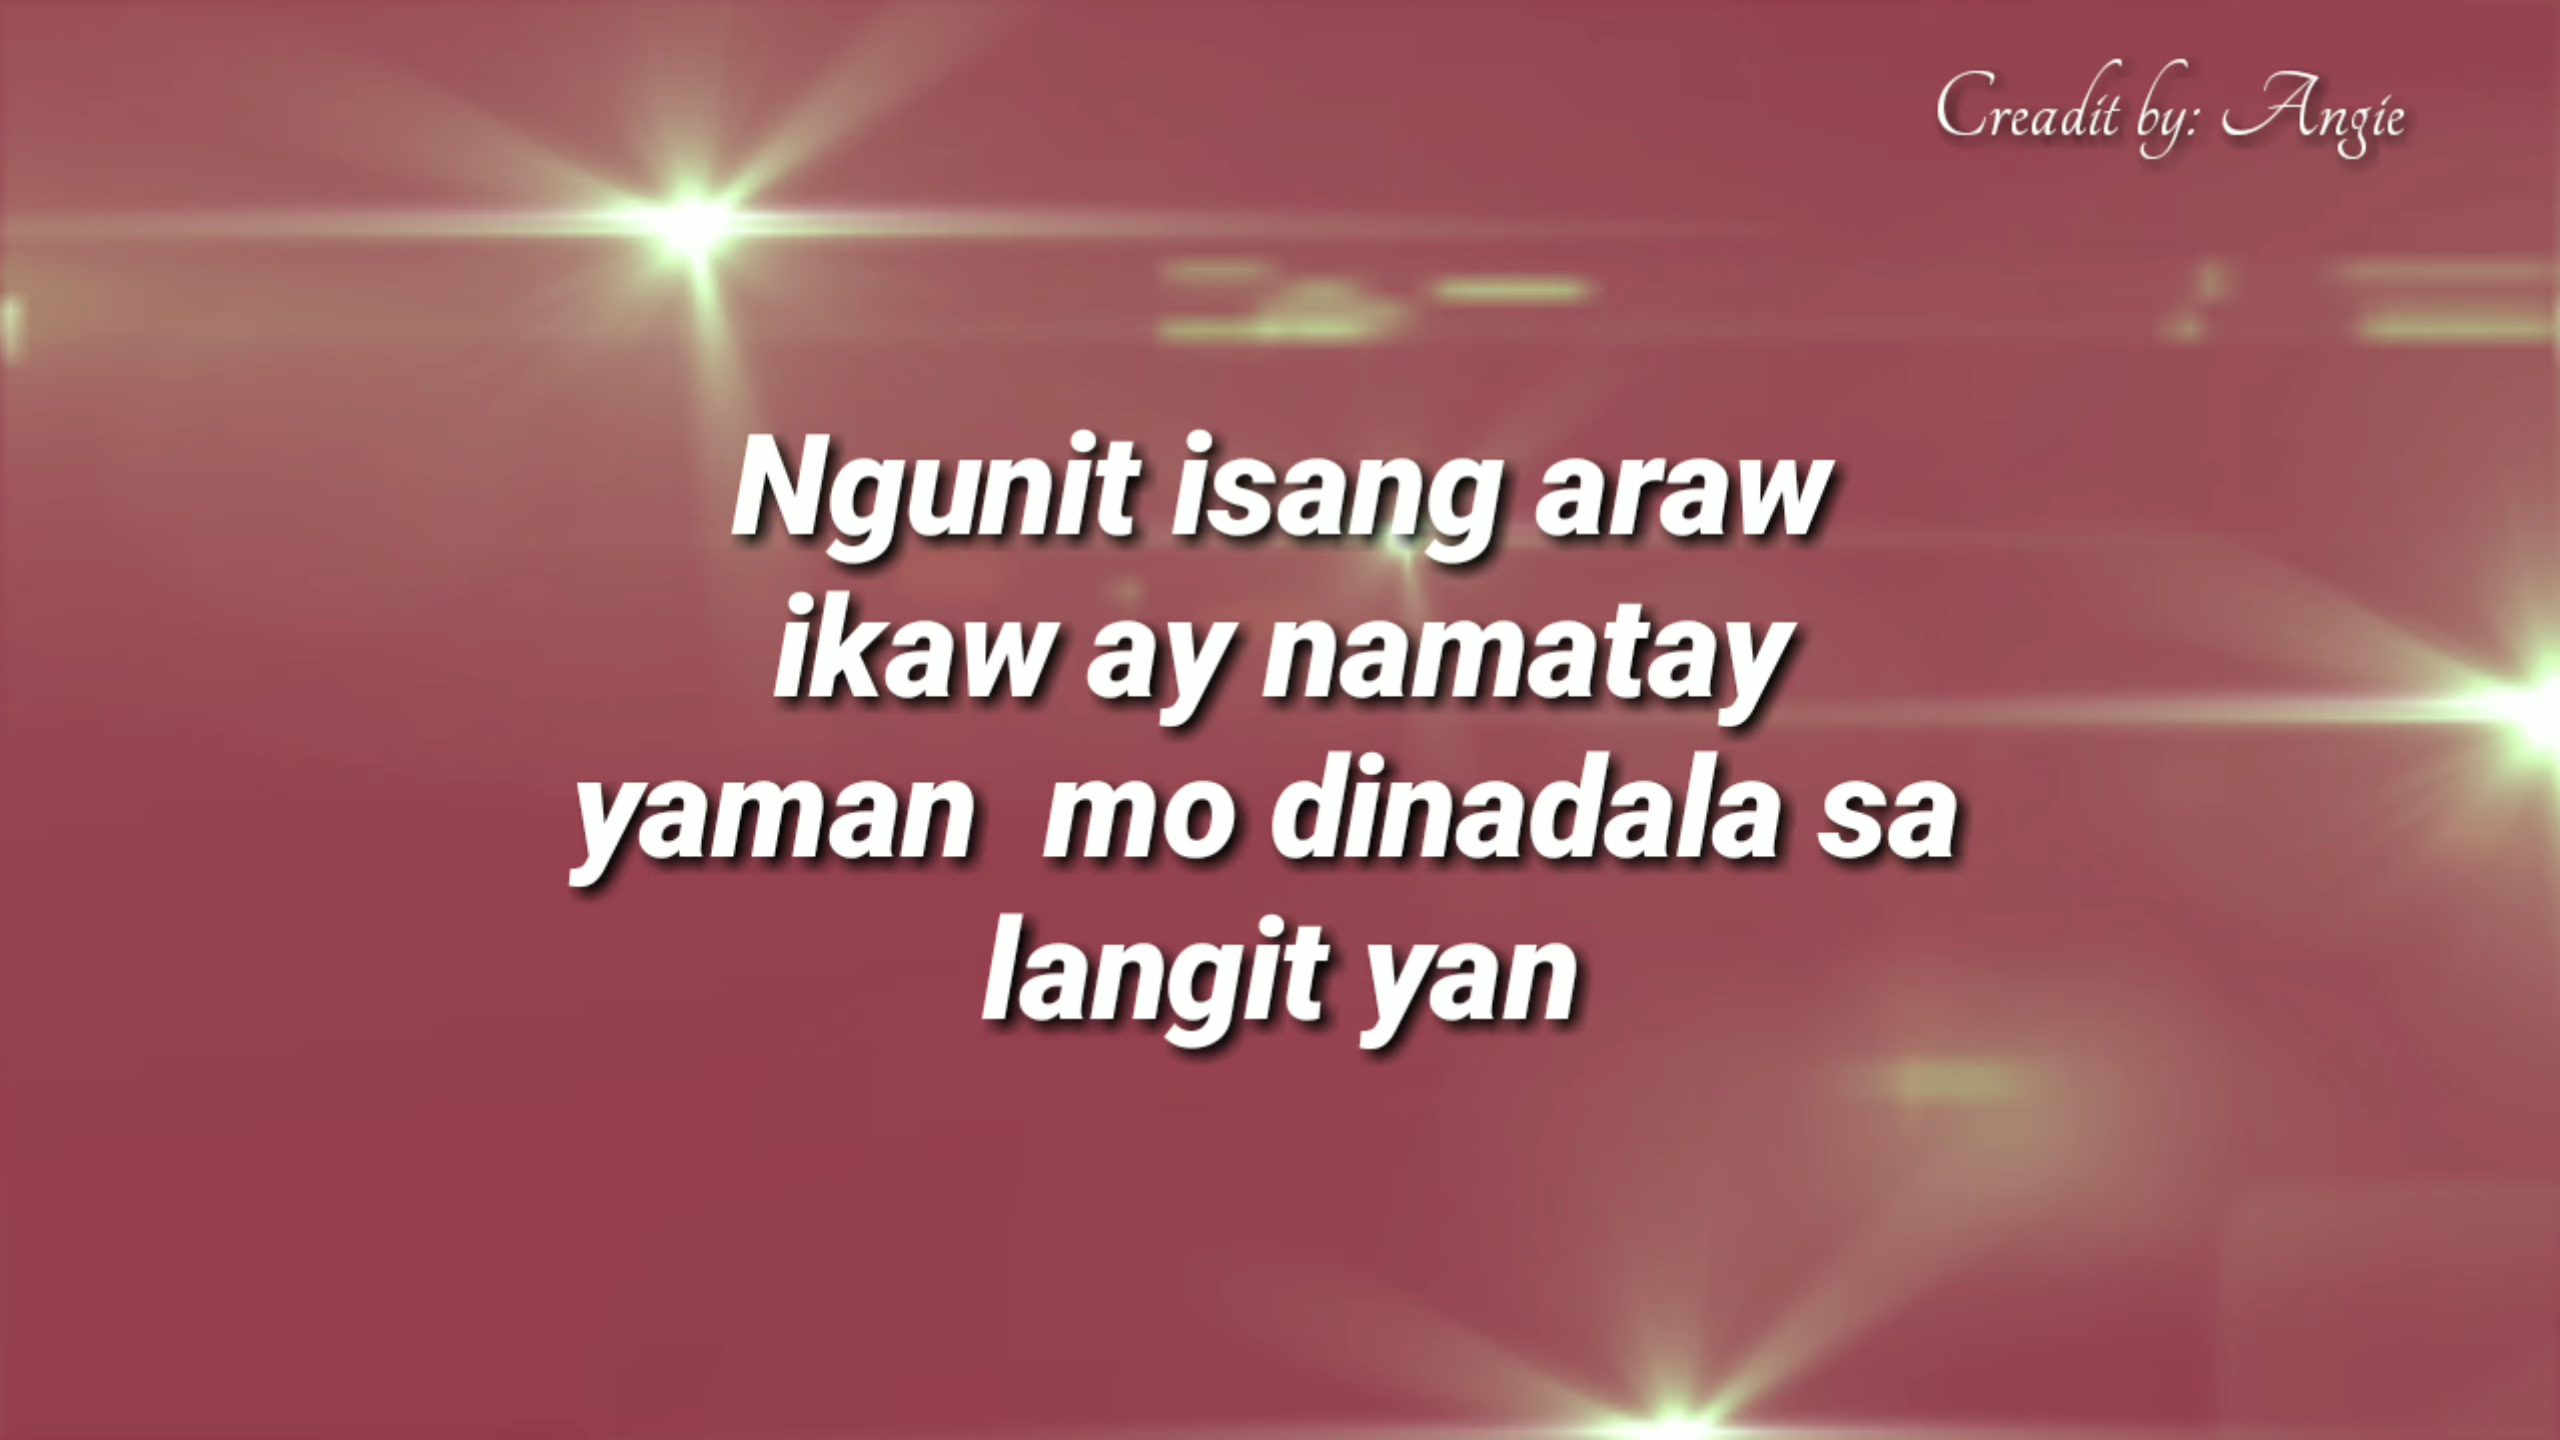 Creadit by: Angie
Ngunit isang araw
ikaw ay namatay
yaman  mo dinadala sa
langit yan